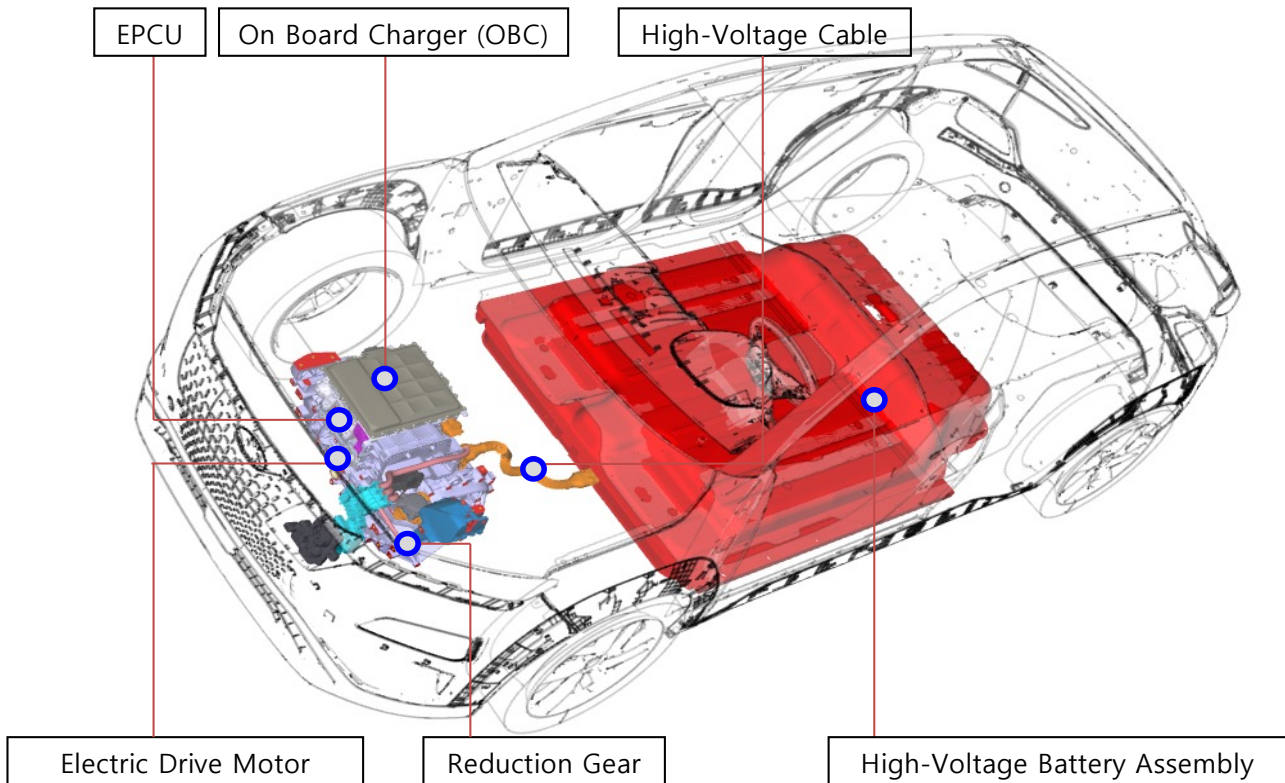 EPCU
On Board Charger (OBC)
High-Voltage Cable
Electric Drive Motor
Reduction Gear
High-Voltage Battery Assembly